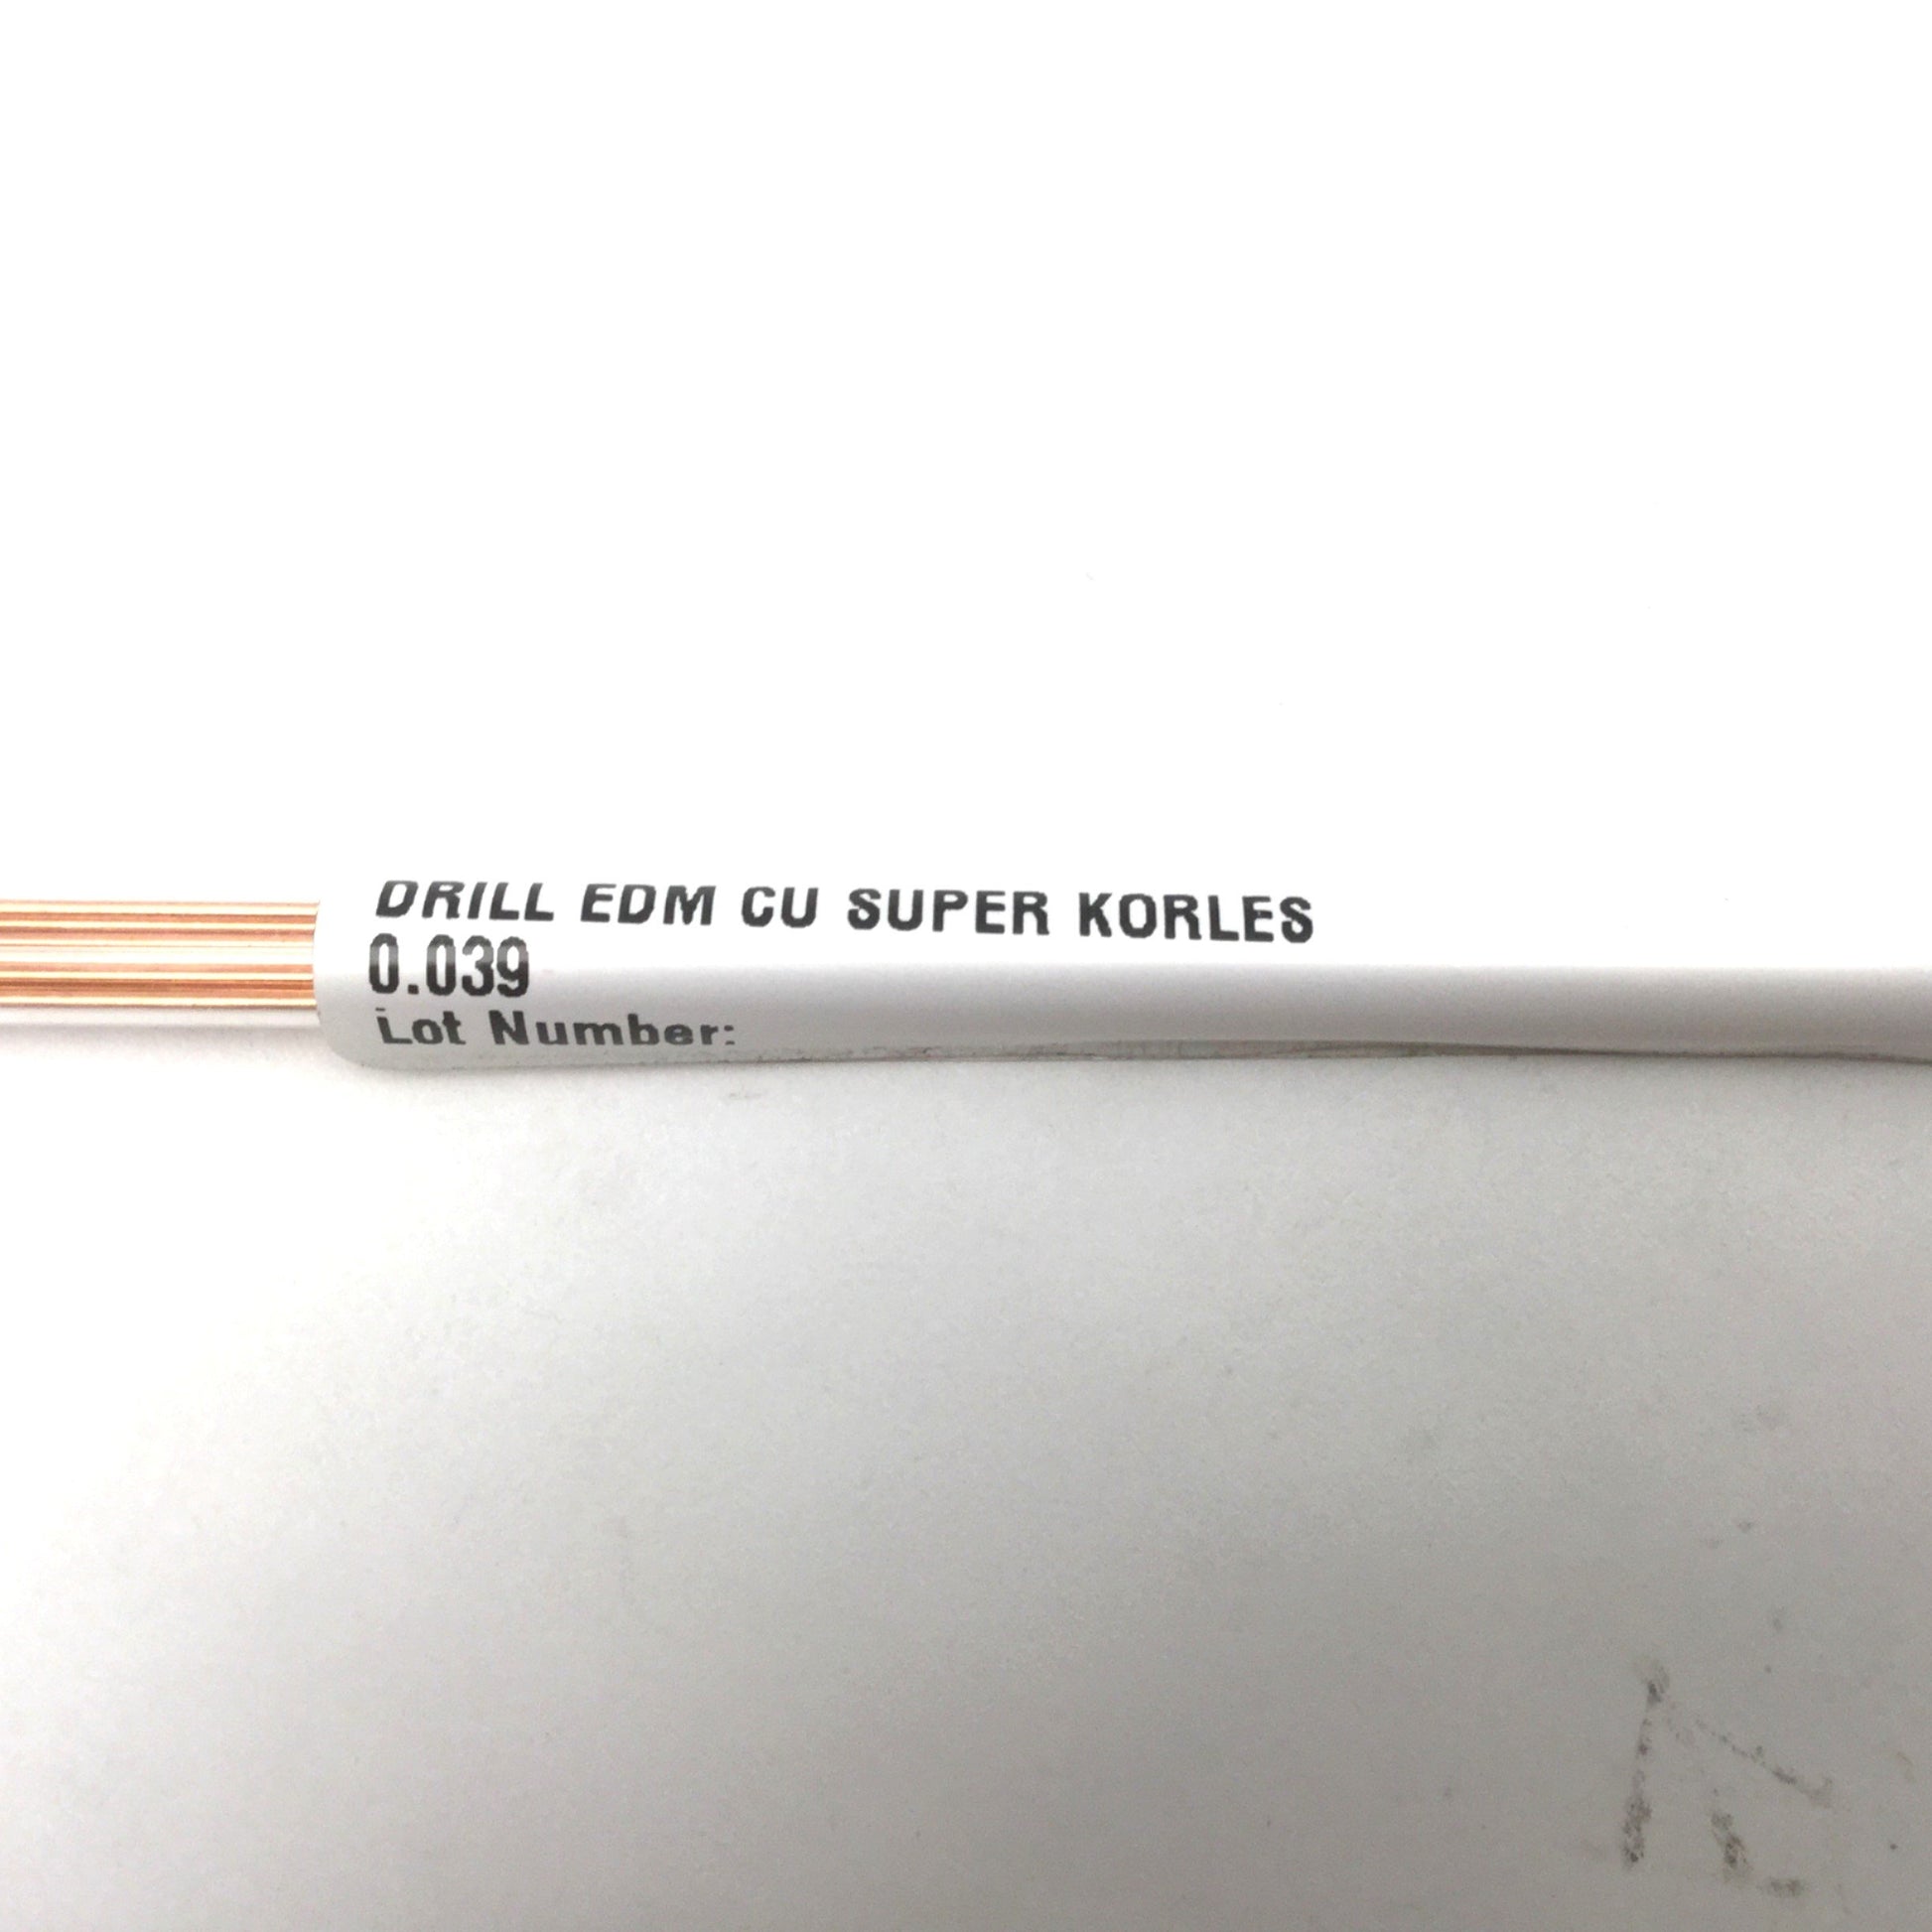 DRILL EDM CU SUPER KORLES
0.039
Lot Number: